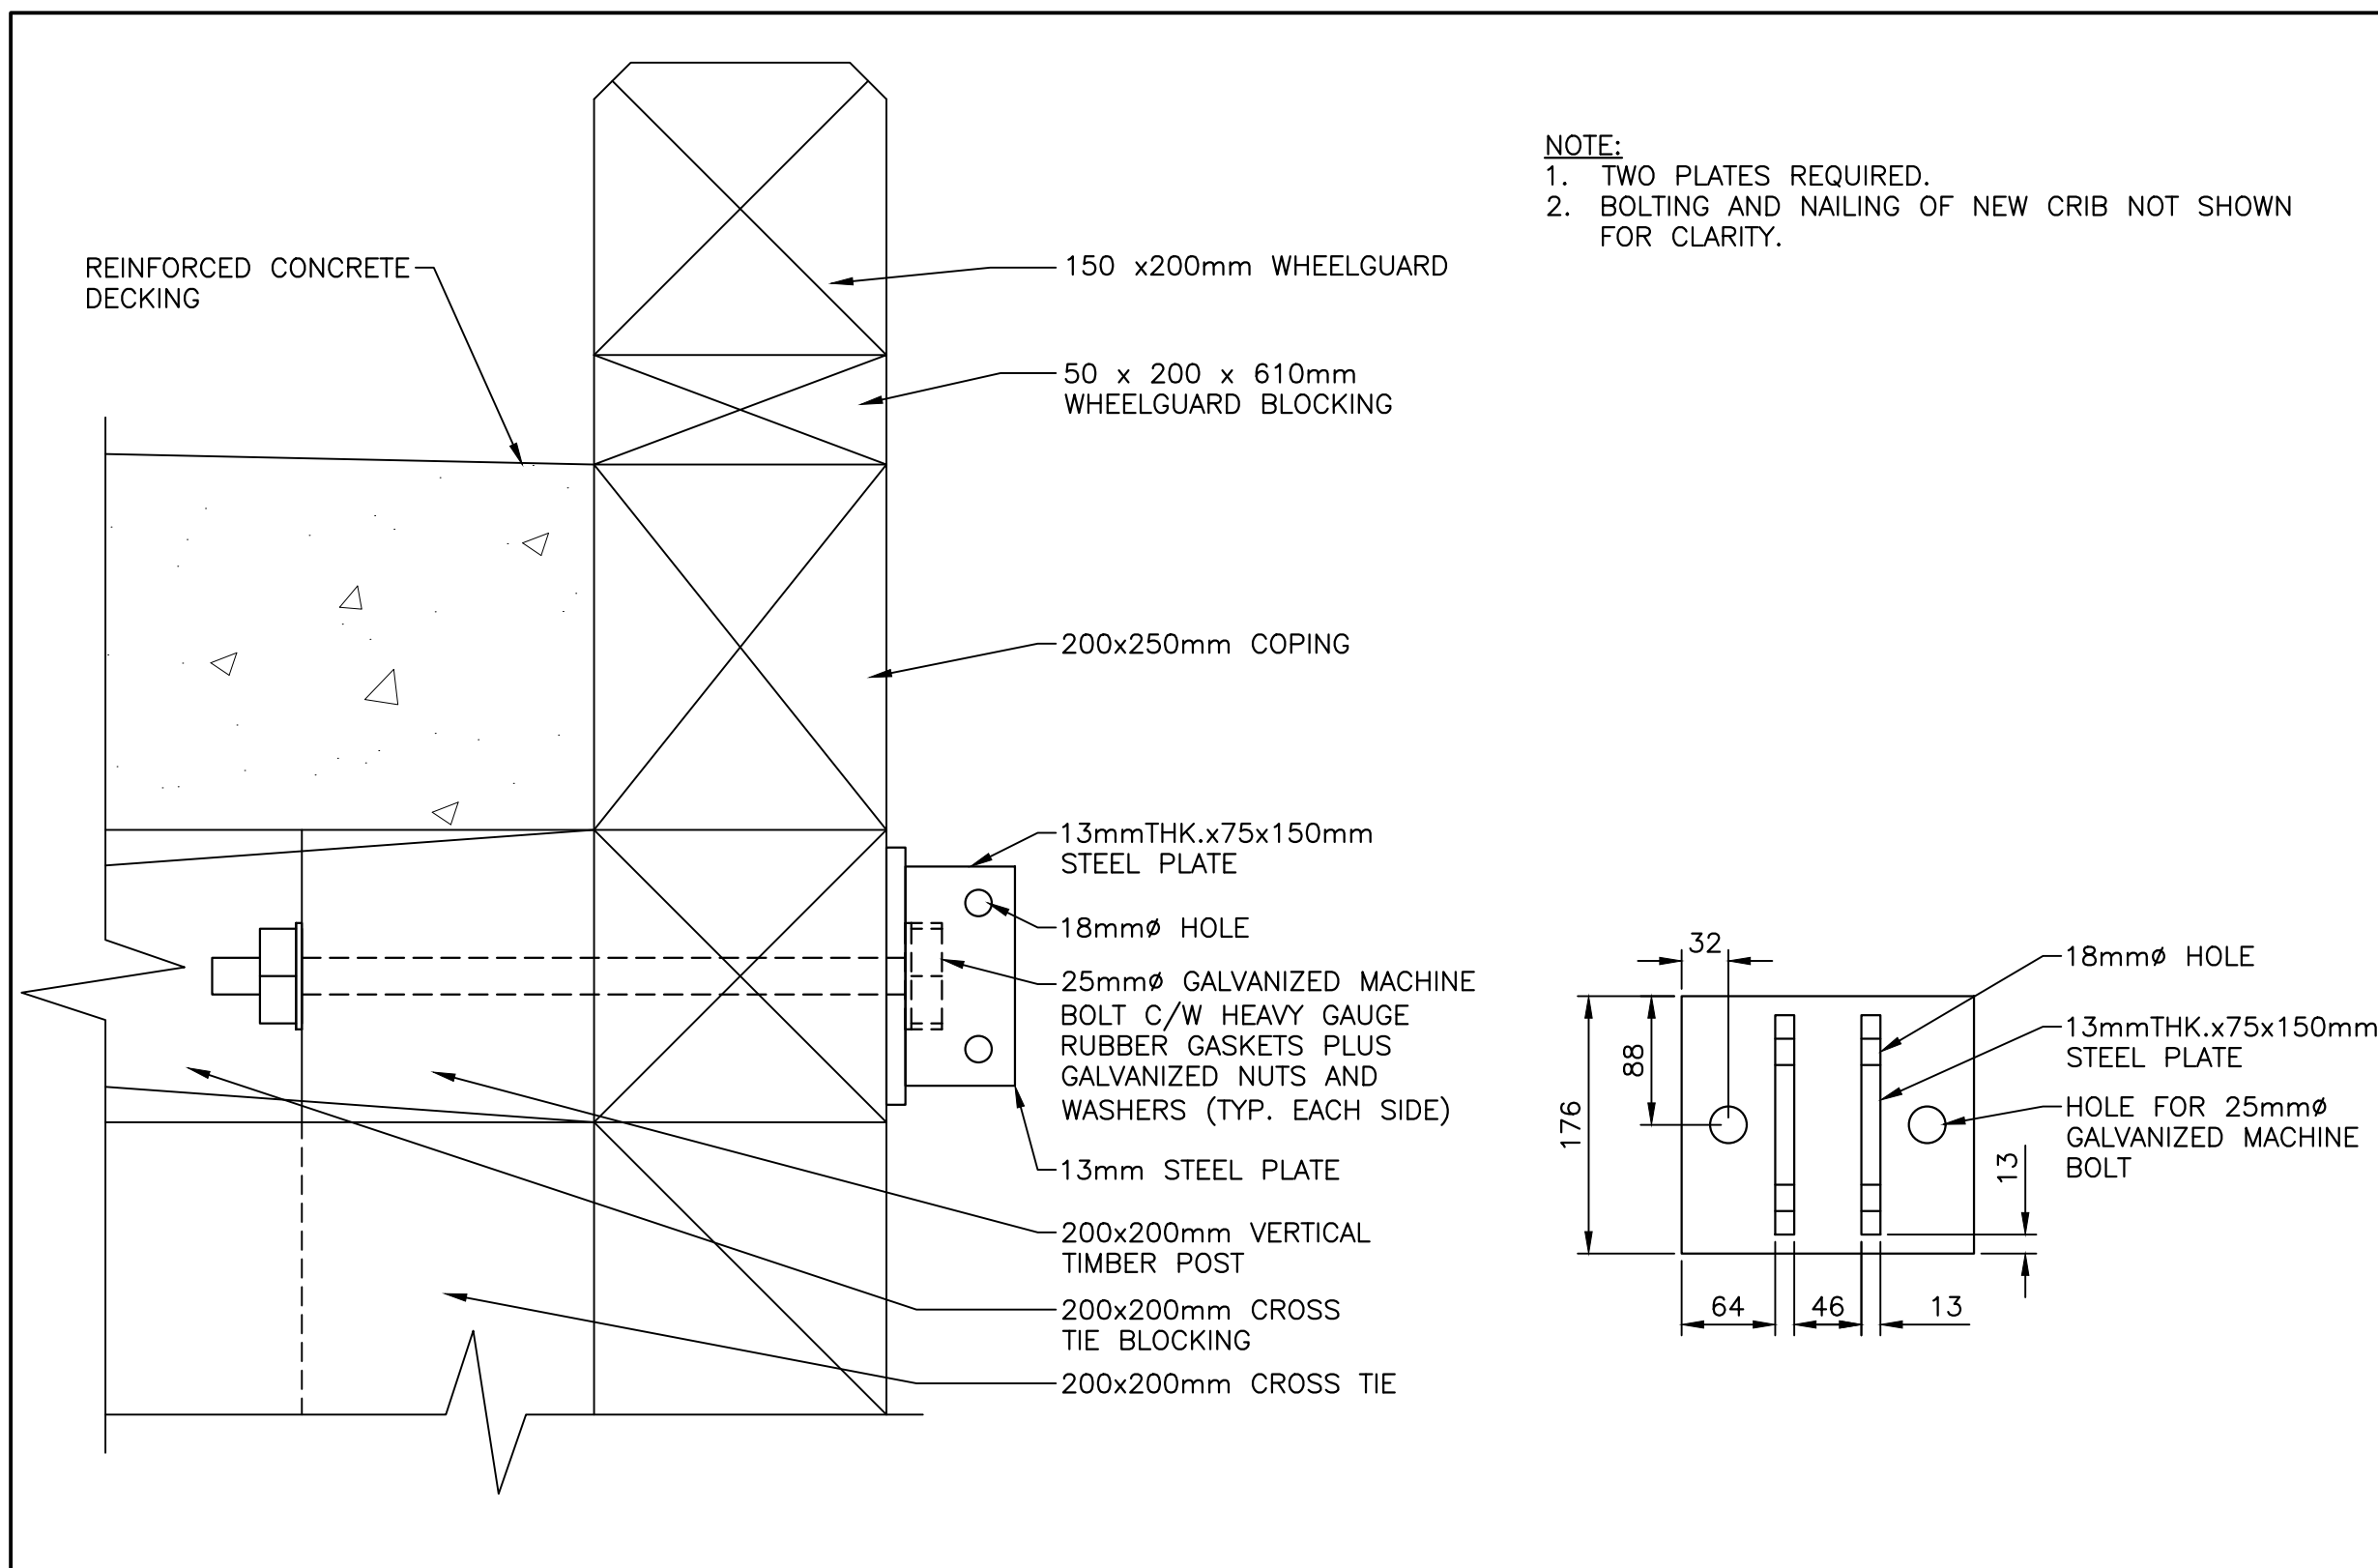 NOTE:
1. TWO PLATES REQUIRED.
2. BOLTING AND NAILING OF NEW CRIB NOT SHOWN
FOR CLARITY.
REINFORCED CONCRETE
DECKING
150 x200mm WHEELGUARD
50 x 200 x 610mm
WHEELGUARD BLOCKING
200x250mm COPING
13mmTHK.x75x150mm
STEEL PLATE
18mmø HOLE
25mmø GALVANIZED MACHINE
BOLT C/W HEAVY GAUGE
RUBBER GASKETS PLUS
GALVANIZED NUTS AND
WASHERS (TYP. EACH SIDE)
13mm STEEL PLATE
200x200mm VERTICAL
TIMBER POST
200x200mm CROSS
TIE BLOCKING
200x200mm CROSS TIE
32
88
176
13
64
46
13
18mmø HOLE
13mmTHK.x75x150mm
STEEL PLATE
HOLE FOR 25mmø
GALVANIZED MACHINE
BOLT